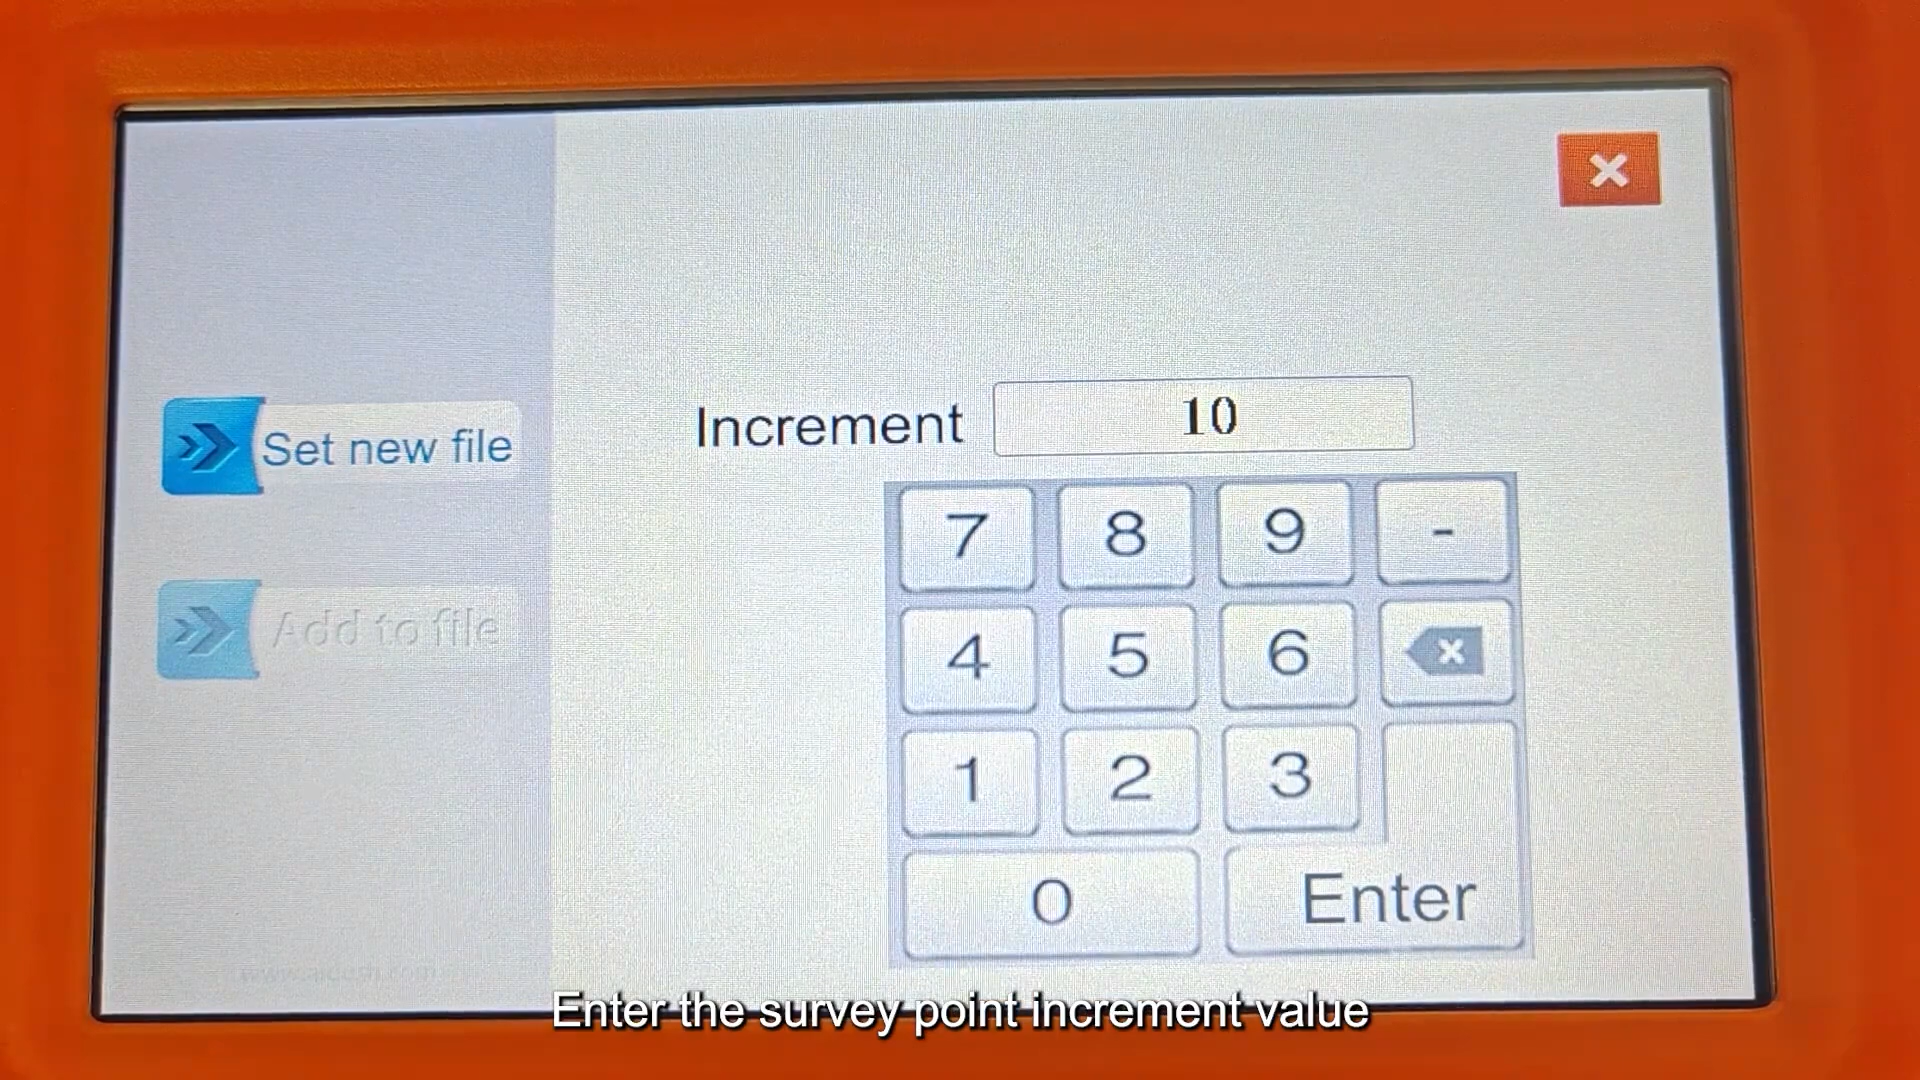 Set new file
Add to file
Increment 10
7 8 9 -
4 5 6
1 2 3
0 Enter
Enter the survey point increment value